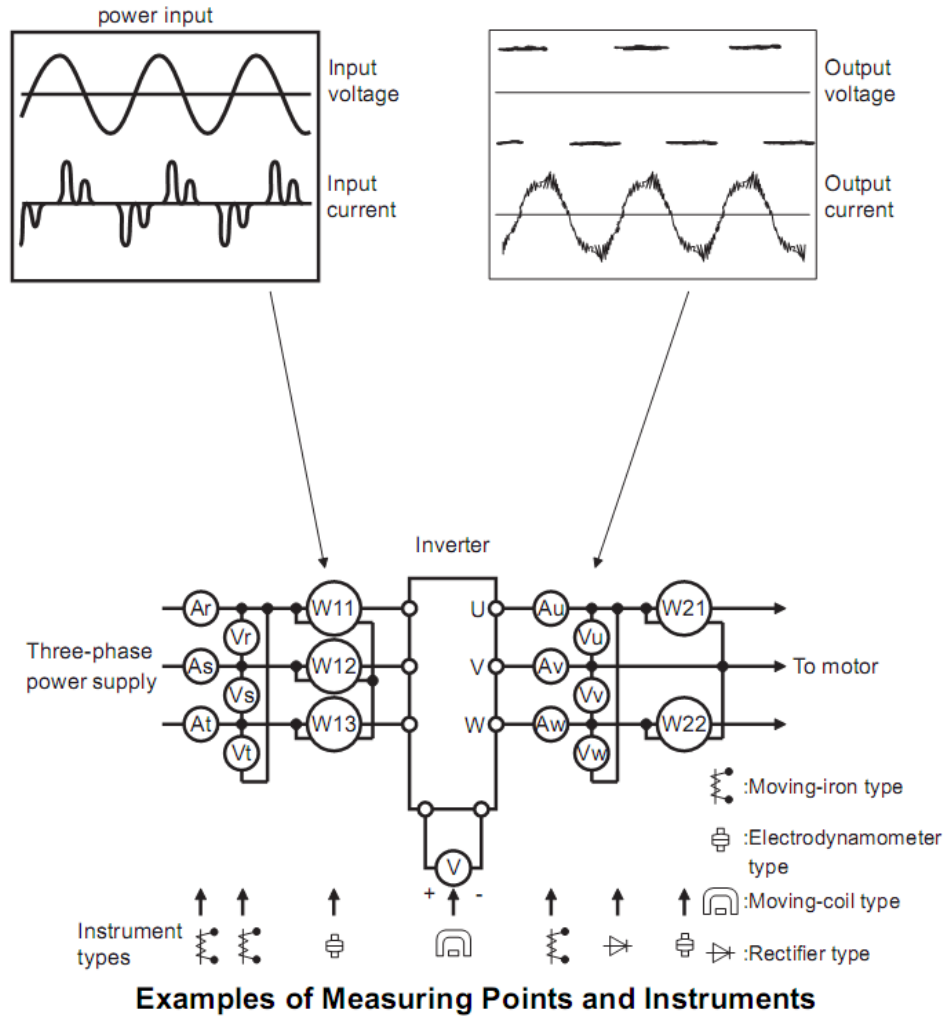 power input
Input
voltage
Input
current
Output
voltage
Output
current
Inverter
Three-phase
power supply
Ar
Vr
As
Vs
At
Vt
W11
W12
W13
U
V
W
Au
Vu
Av
Vv
Aw
Vw
W21
W22
To motor
V
+ -
:Moving-iron type
:Electrodynamometer
type
:Moving-coil type
:Rectifier type
Instrument
types
Examples of Measuring Points and Instruments